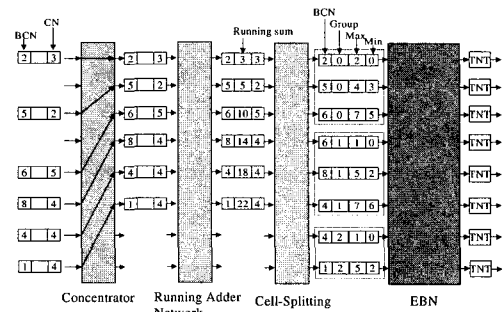 BCN
Group
Running sum
Max
Min
CN
BCN
2 3 2 3 2 3 3 2 0 2 0 TNT
5 2 5 5 2 5 0 4 3 TNT
5 2 6 5 6 10 5 6 0 7 5 TNT
8 4 8 14 4 6 1 1 0 TNT
6 5 4 4 4 18 4 8 1 5 2 TNT
8 4 1 4 1 22 4 4 1 7 6 TNT
4 4 4 2 1 0 TNT
1 4 1 2 5 2 TNT
Concentrator Running Adder Cell-Splitting EBN
Network